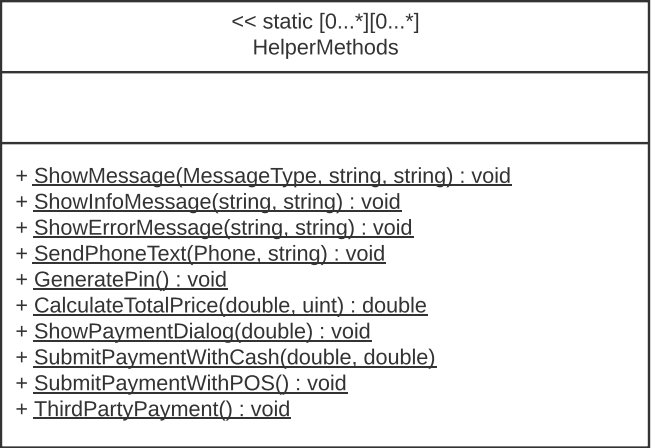 << static [0...*][0...*]
HelperMethods
+ ShowMessage(MessageType, string, string) : void
+ ShowInfoMessage(string, string) : void
+ ShowErrorMessage(string, string) : void
+ SendPhoneText(Phone, string) : void
+ GeneratePin() : void
+ CalculateTotalPrice(double, uint) : double
+ ShowPaymentDialog(double) : void
+ SubmitPaymentWithCash(double, double)
+ SubmitPaymentWithPOS() : void
+ ThirdPartyPayment() : void